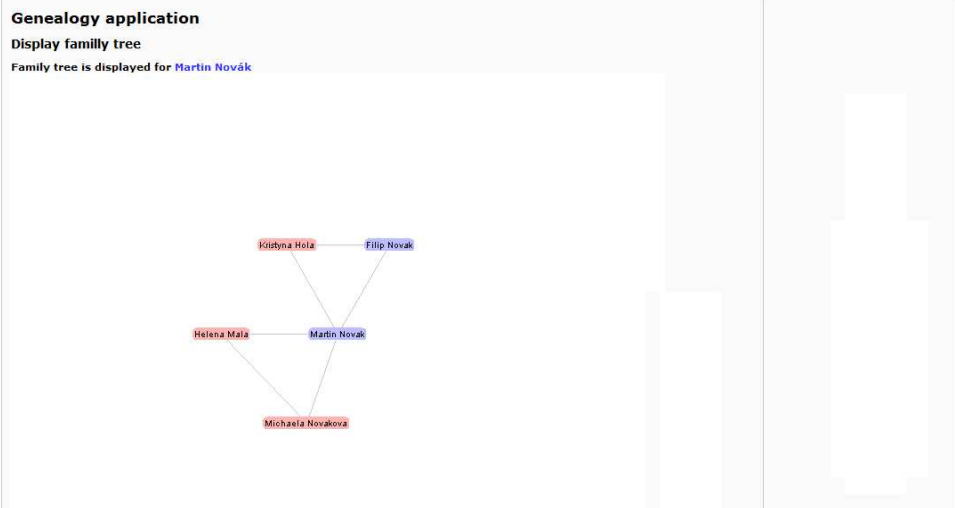 Genealogy application
Display familly tree
Family tree is displayed for Martin Novák
Kristyna Hola Filip Novak
Helena Mala Martin Novak
Michaela Novakova